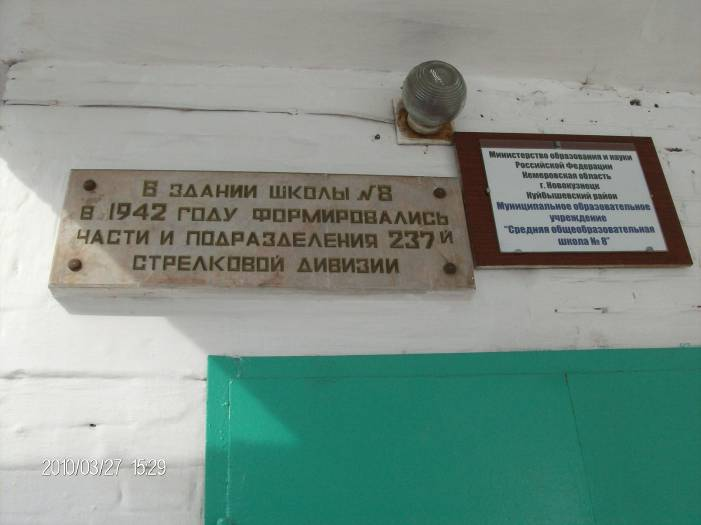 В ЗДАНИИ ШКОЛЫ №8
В 1942 ГОДУ ФОРМИРОВАЛИСЬ
ЧАСТИ И ПОДРАЗДЕЛЕНИЯ 237Й
СТРЕЛКОВОЙ ДИВИЗИИ
Министерство образования и науки
Российской Федерации
Кемеровская область
г. Новокузнецк
Куйбышевский район
Муниципальное образовательное
учреждение
"Средняя общеобразовательная
школа № 8"
2010/03/27 15:29